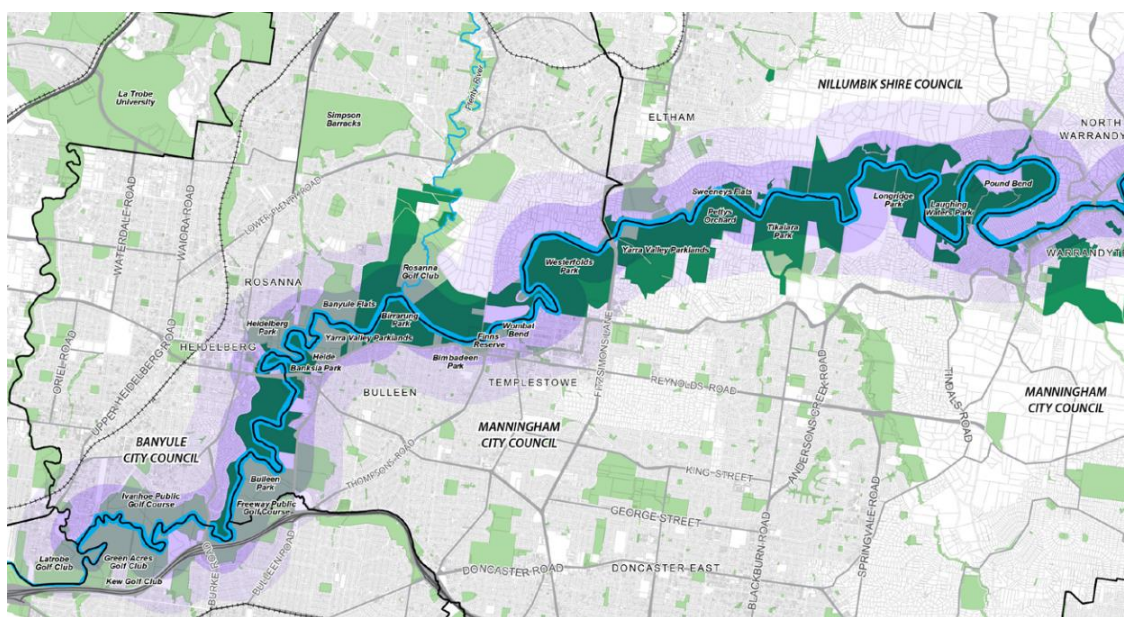 La Trobe
University
Simpson
Barracks
Plenty River
NILLUMBIK SHIRE COUNCIL
ELTHAM
NORTH
WARRANDY
WATERDALE ROAD
WAIORA ROAD
LOWER PLENTY ROAD
Sweeneys Flats
Pettys
Orchard
Longridge
Park
Pound Bend
Laughing
Waters Park
Tikalara
Park
Yarra Valley Parklands
Westerfolds
Park
WARRANDYT
ROSANNA
Rosanna
Golf Club
Banyule Flats
Birrarung
Park
Heidelberg
Park
Yarra Valley Parklands
HEIDELBERG
Heide
Banksia Park
Wombat
Bend
Finns
Reserve
Bimbadeen
Park
ORIEL ROAD
UPPER HEIDELBERG ROAD
BULLEEN
TEMPLESTOWE
FITZSIMONS LANE
REYNOLDS ROAD
TINDALS ROAD
MANNINGHAM
CITY COUNCIL
MANNINGHAM
CITY COUNCIL
BANYULE
CITY COUNCIL
THOMPSONS ROAD
ANDERSONS CREEK ROAD
KING STREET
Bulleen
Park
Ivanhoe Public
Golf Course
Freeway Public
Golf Course
GEORGE STREET
SPRINGVALE ROAD
BLACKBURN ROAD
Latrobe
Golf Club
Green Acres
Golf Club
Kew Golf Club
BURKE ROAD
BULLEEN ROAD
DONCASTER ROAD
DONCASTER EAST